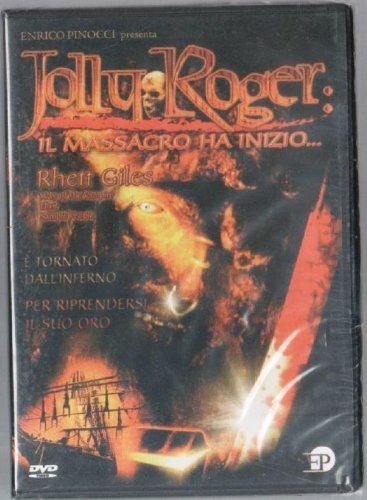 ENRICO PINOCCI presenta
Jolly Roger:
IL MASSACRO HA INIZIO...
Rhett Giles
È TORNATO
DALL'INFERNO
PER RIPRENDERSI
IL SUO ORO
DVD
VIDEO
EP